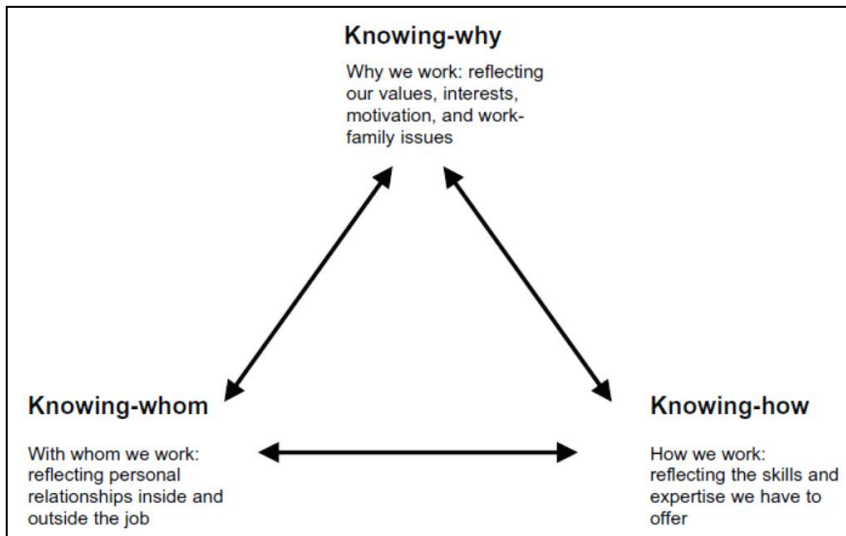 Knowing-why
Why we work: reflecting
our values, interests,
motivation, and work-
family issues
Knowing-whom
With whom we work:
reflecting personal
relationships inside and
outside the job
Knowing-how
How we work:
reflecting the skills and
expertise we have to
offer